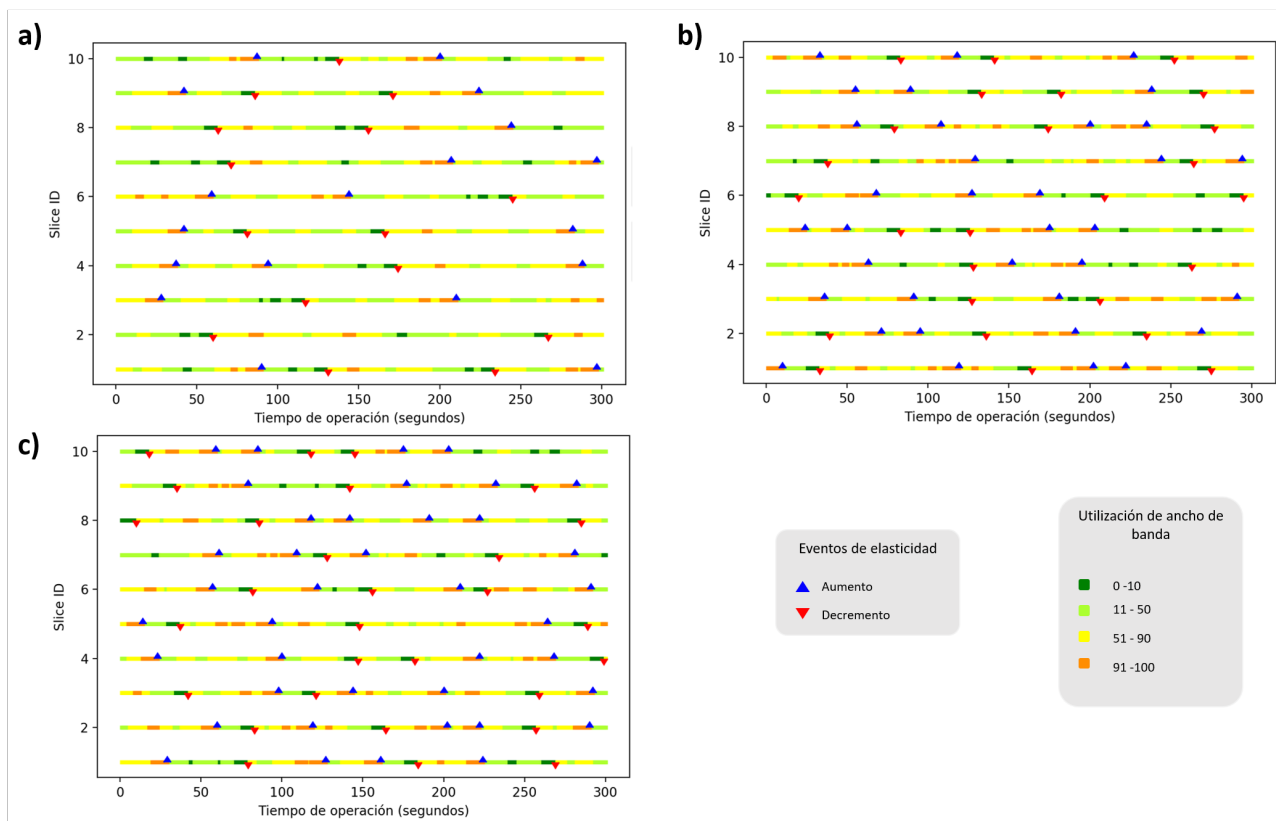 a)
10
8
6
4
2
Slice ID
0
50
100
150
200
250
300
Tiempo de operación (segundos)
b)
10
8
6
4
2
Slice ID
0
50
100
150
200
250
300
Tiempo de operación (segundos)
c)
10
8
6
4
2
Slice ID
0
50
100
150
200
250
300
Tiempo de operación (segundos)
Eventos de elasticidad
Aumento
Decremento
Utilización de ancho de
banda
0 -10
11 - 50
51 - 90
91 -100